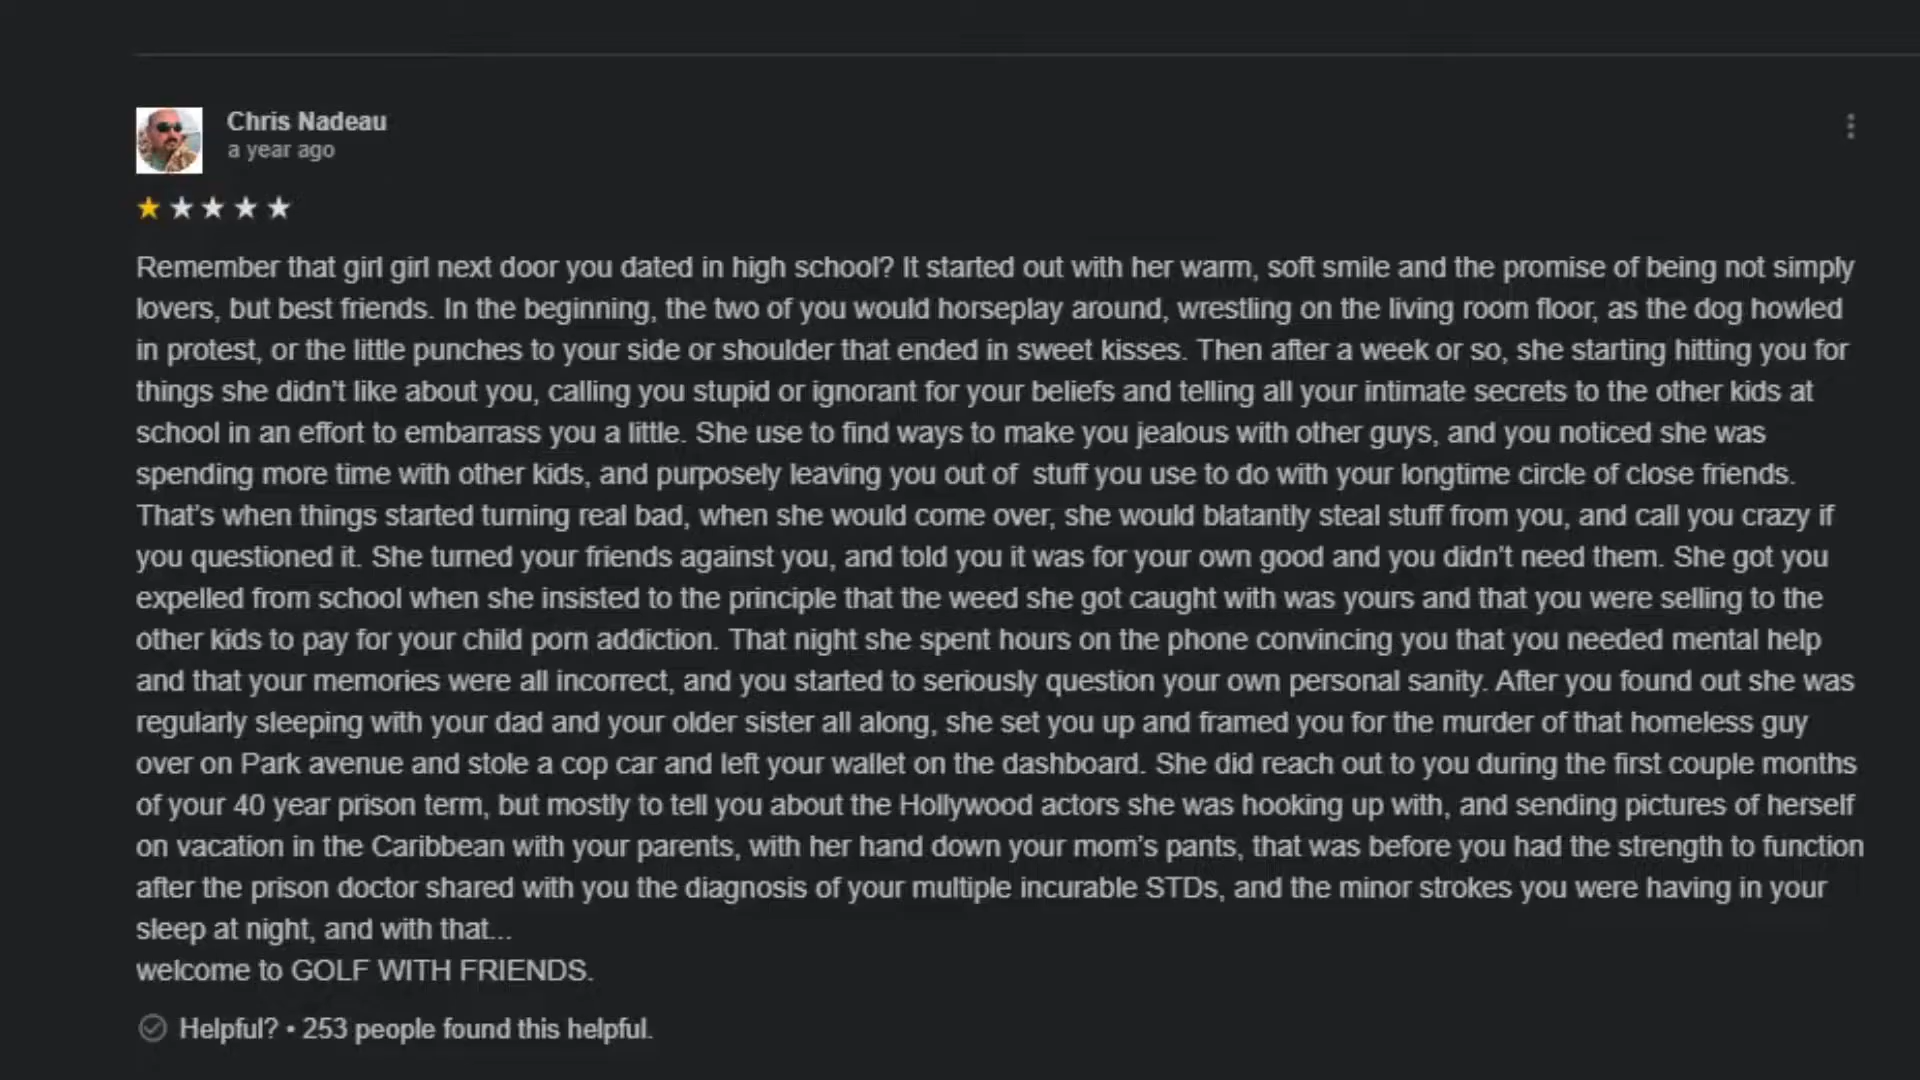 Chris Nadeau
a year ago
Remember that girl girl next door you dated in high school? It started out with her warm, soft smile and the promise of being not simply
lovers, but best friends. In the beginning, the two of you would horseplay around, wrestling on the living room floor, as the dog howled
in protest, or the little punches to your side or shoulder that ended in sweet kisses. Then after a week or so, she starting hitting you for
things she didn't like about you, calling you stupid or ignorant for your beliefs and telling all your intimate secrets to the other kids at
school in an effort to embarrass you a little. She use to find ways to make you jealous with other guys, and you noticed she was
spending more time with other kids, and purposely leaving you out of  stuff you use to do with your longtime circle of close friends.
That's when things started turning real bad, when she would come over, she would blatantly steal stuff from you, and call you crazy if
you questioned it. She turned your friends against you, and told you it was for your own good and you didn't need them. She got you
expelled from school when she insisted to the principle that the weed she got caught with was yours and that you were selling to the
other kids to pay for your child porn addiction. That night she spent hours on the phone convincing you that you needed mental help
and that your memories were all incorrect, and you started to seriously question your own personal sanity. After you found out she was
regularly sleeping with your dad and your older sister all along, she set you up and framed you for the murder of that homeless guy
over on Park avenue and stole a cop car and left your wallet on the dashboard. She did reach out to you during the first couple months
of your 40 year prison term, but mostly to tell you about the Hollywood actors she was hooking up with, and sending pictures of herself
on vacation in the Caribbean with your parents, with her hand down your mom's pants, that was before you had the strength to function
after the prison doctor shared with you the diagnosis of your multiple incurable STDs, and the minor strokes you were having in your
sleep at night, and with that...
welcome to GOLF WITH FRIENDS.
Helpful? • 253 people found this helpful.